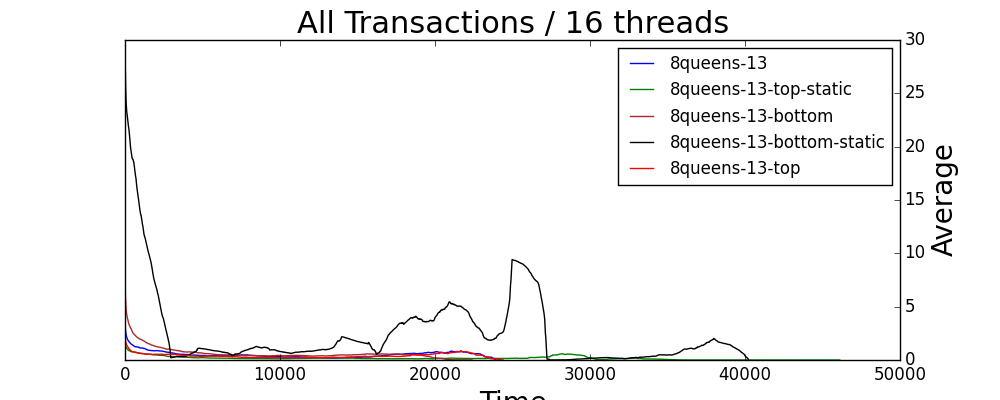 All Transactions / 16 threads
30
25
20
15
10
5
0
Average
8queens-13
8queens-13-top-static
8queens-13-bottom
8queens-13-bottom-static
8queens-13-top
0 10000 20000 30000 40000 50000
Time